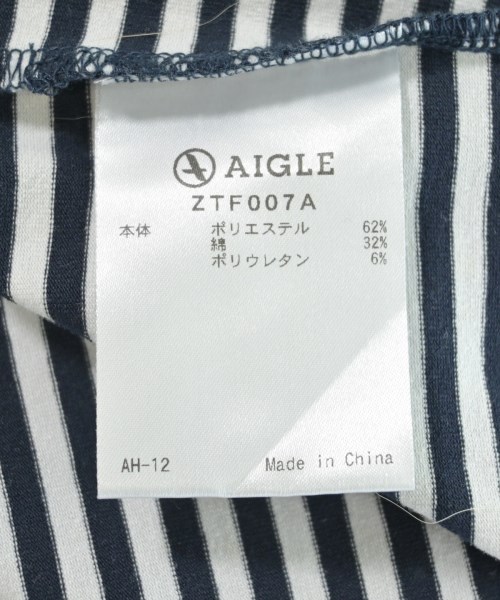 AIGLE
ZTF007A
本体 ポリエステル 62%
綿 32%
ポリウレタン 6%
AH-12 Made in China